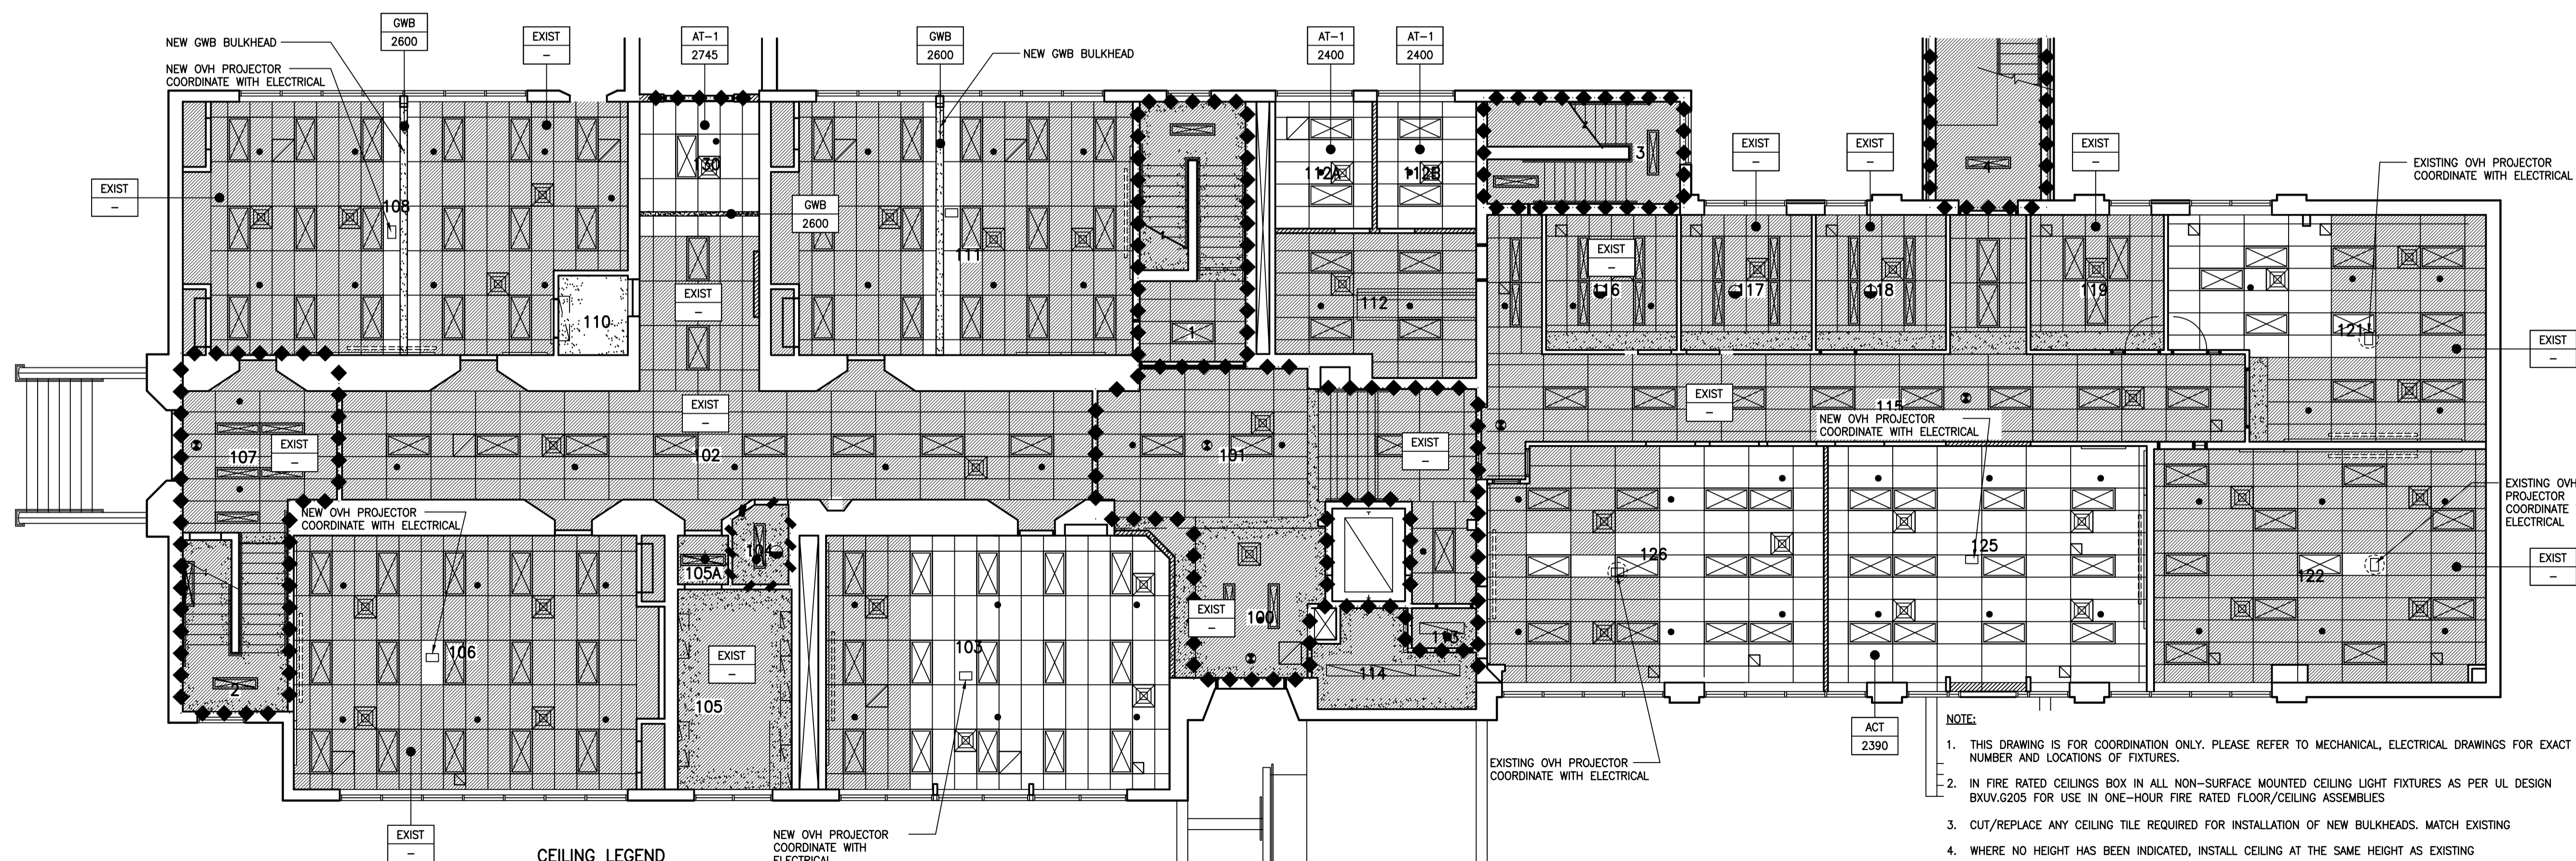 GWB
2600
EXIST
–
AT–1
2745
GWB
2600
AT–1
2400
AT–1
2400
NEW GWB BULKHEAD
NEW OVH PROJECTOR
COORDINATE WITH ELECTRICAL
NEW GWB BULKHEAD
EXIST
–
EXIST
–
EXIST
–
EXISTING OVH PROJECTOR
COORDINATE WITH ELECTRICAL
EXIST
–
108
130
GWB
2600
111
1
112A
112B
3
4
EXIST
–
116
117
118
119
121
EXIST
–
110
EXIST
–
112
1
EXIST
–
EXIST
–
115
NEW OVH PROJECTOR
COORDINATE WITH ELECTRICAL
EXIST
–
107
102
101
EXIST
–
NEW OVH PROJECTOR
COORDINATE WITH ELECTRICAL
EXISTING OVH
PROJECTOR
COORDINATE
ELECTRICAL
104
105A
126
125
122
EXIST
–
EXIST
–
100
113
106
103
EXIST
–
114
2
105
ACT
2390
EXISTING OVH PROJECTOR
COORDINATE WITH ELECTRICAL
EXIST
–
CEILING LEGEND
NEW OVH PROJECTOR
COORDINATE WITH
ELECTRICAL
NOTE:
1. THIS DRAWING IS FOR COORDINATION ONLY. PLEASE REFER TO MECHANICAL, ELECTRICAL DRAWINGS FOR EXACT
NUMBER AND LOCATIONS OF FIXTURES.
2. IN FIRE RATED CEILINGS BOX IN ALL NON–SURFACE MOUNTED CEILING LIGHT FIXTURES AS PER UL DESIGN
BXUV.G205 FOR USE IN ONE–HOUR FIRE RATED FLOOR/CEILING ASSEMBLIES
3. CUT/REPLACE ANY CEILING TILE REQUIRED FOR INSTALLATION OF NEW BULKHEADS. MATCH EXISTING
4. WHERE NO HEIGHT HAS BEEN INDICATED, INSTALL CEILING AT THE SAME HEIGHT AS EXISTING